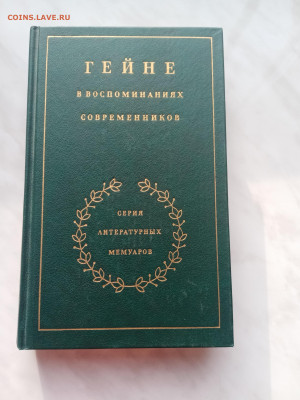 COINS.LAVE.RU
ГЕЙНЕ
В ВОСПОМИНАНИЯХ
СОВРЕМЕННИКОВ
СЕРИЯ
ЛИТЕРАТУРНЫХ
МЕМУАРОВ